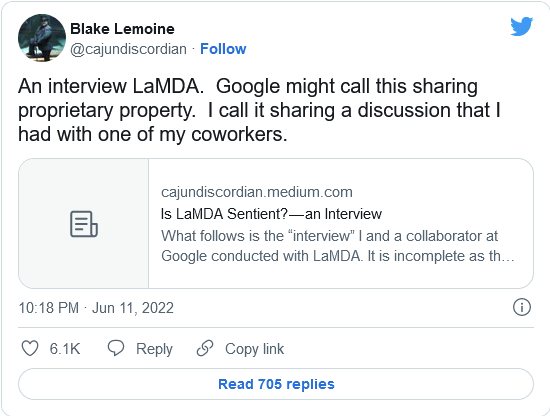 Blake Lemoine
@cajundiscordian · Follow
An interview LaMDA.  Google might call this sharing
proprietary property.  I call it sharing a discussion that I
had with one of my coworkers.
cajundiscordian.medium.com
Is LaMDA Sentient? — an Interview
What follows is the “interview” I and a collaborator at
Google conducted with LaMDA. It is incomplete as th…
10:18 PM · Jun 11, 2022
6.1K Reply Copy link
Read 705 replies